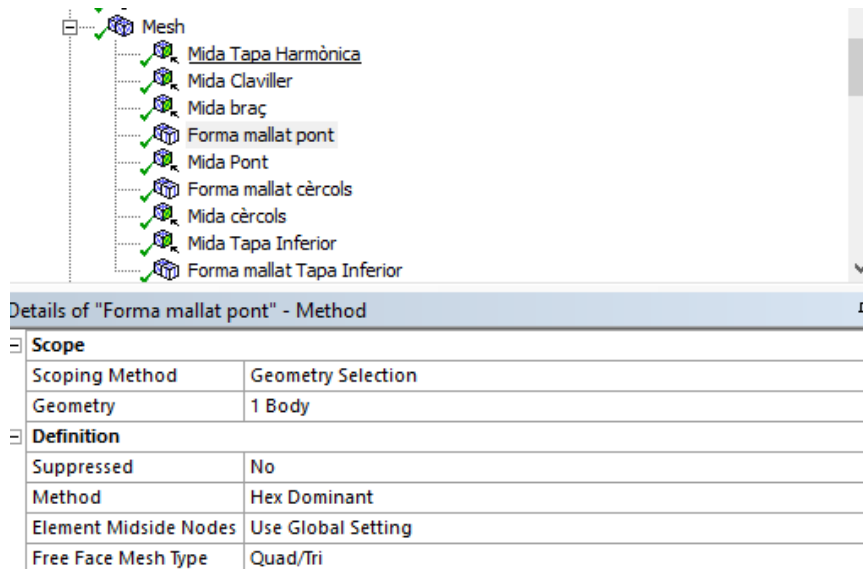 Mesh
Mida Tapa Harmònica
Mida Claviller
Mida braç
Forma mallat pont
Mida Pont
Forma mallat cèrcols
Mida cèrcols
Mida Tapa Inferior
Forma mallat Tapa Inferior
Details of "Forma mallat pont" - Method
Scope
Scoping Method Geometry Selection
Geometry 1 Body
Definition
Suppressed No
Method Hex Dominant
Element Midside Nodes Use Global Setting
Free Face Mesh Type Quad/Tri